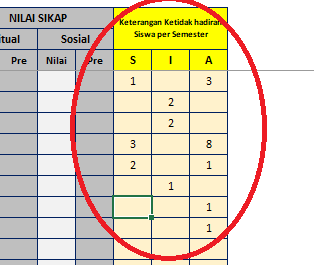 NILAI SIKAP
Keterangan Ketidak hadiran
Siswa per Semester
itual Sosial
Pre Nilai Pre S I A
1 3
2
2
3 8
2 1
1
1
1